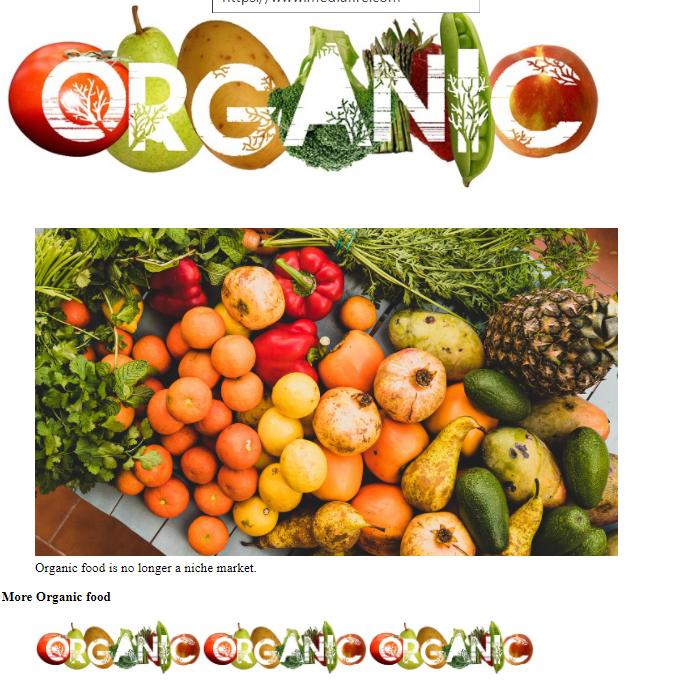 ORGANIC
Organic food is no longer a niche market.
More Organic food
ORGANIC ORGANIC ORGANIC